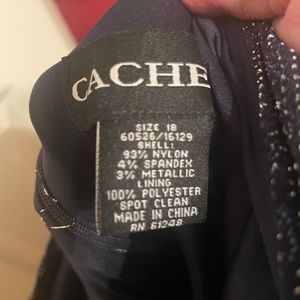 CACHE
SIZE 18
60526/16129
SHELL:
93% NYLON
4% SPANDEX
3% METALLIC
LINING
100% POLYESTER
SPOT CLEAN
MADE IN CHINA
RN 61248